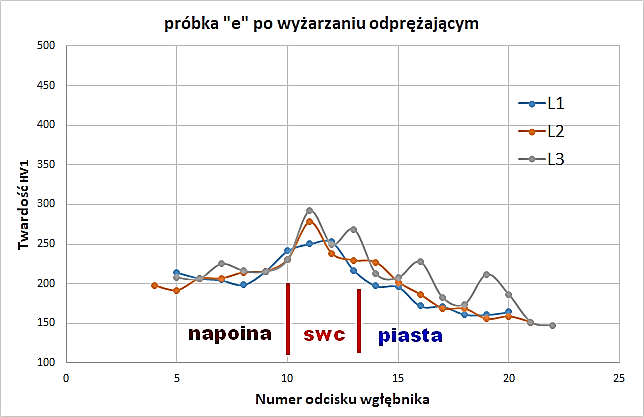 próbka "e" po wyżarzaniu odprężającym
500
450
400
350
300
250
200
150
100
Twardość HV1
L1
L2
L3
napoina swc piasta
0 5 10 15 20 25
Numer odcisku wgłębnika